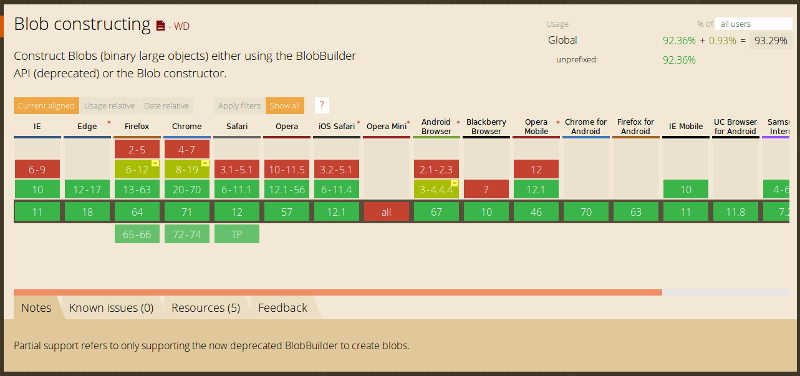 Blob constructing - WD
Usage % of all users
Global 92.36% + 0.93% = 93.29%
unprefixed: 92.36%
Construct Blobs (binary large objects) either using the BlobBuilder
API (deprecated) or the Blob constructor.
Current aligned Usage relative Date relative Apply filters Show all ?
IE Edge * Firefox Chrome Safari Opera iOS Safari * Opera Mini * Android Browser * Blackberry Browser Opera Mobile * Chrome for Android Firefox for Android IE Mobile UC Browser for Android Samsu Intern
2-5 4-7
6-9 6-12 8-19 3.1-5.1 10-11.5 3.2-5.1 2.1-2.3 12
10 12-17 13-63 20-70 6-11.1 12.1-56 6-11.4 3-4.4.4 7 12.1 10 4-6
11 18 64 71 12 57 12.1 all 67 10 46 70 63 11 11.8 7.2
65-66 72-74 TP
Notes Known issues (0) Resources (5) Feedback
Partial support refers to only supporting the now deprecated BlobBuilder to create blobs.